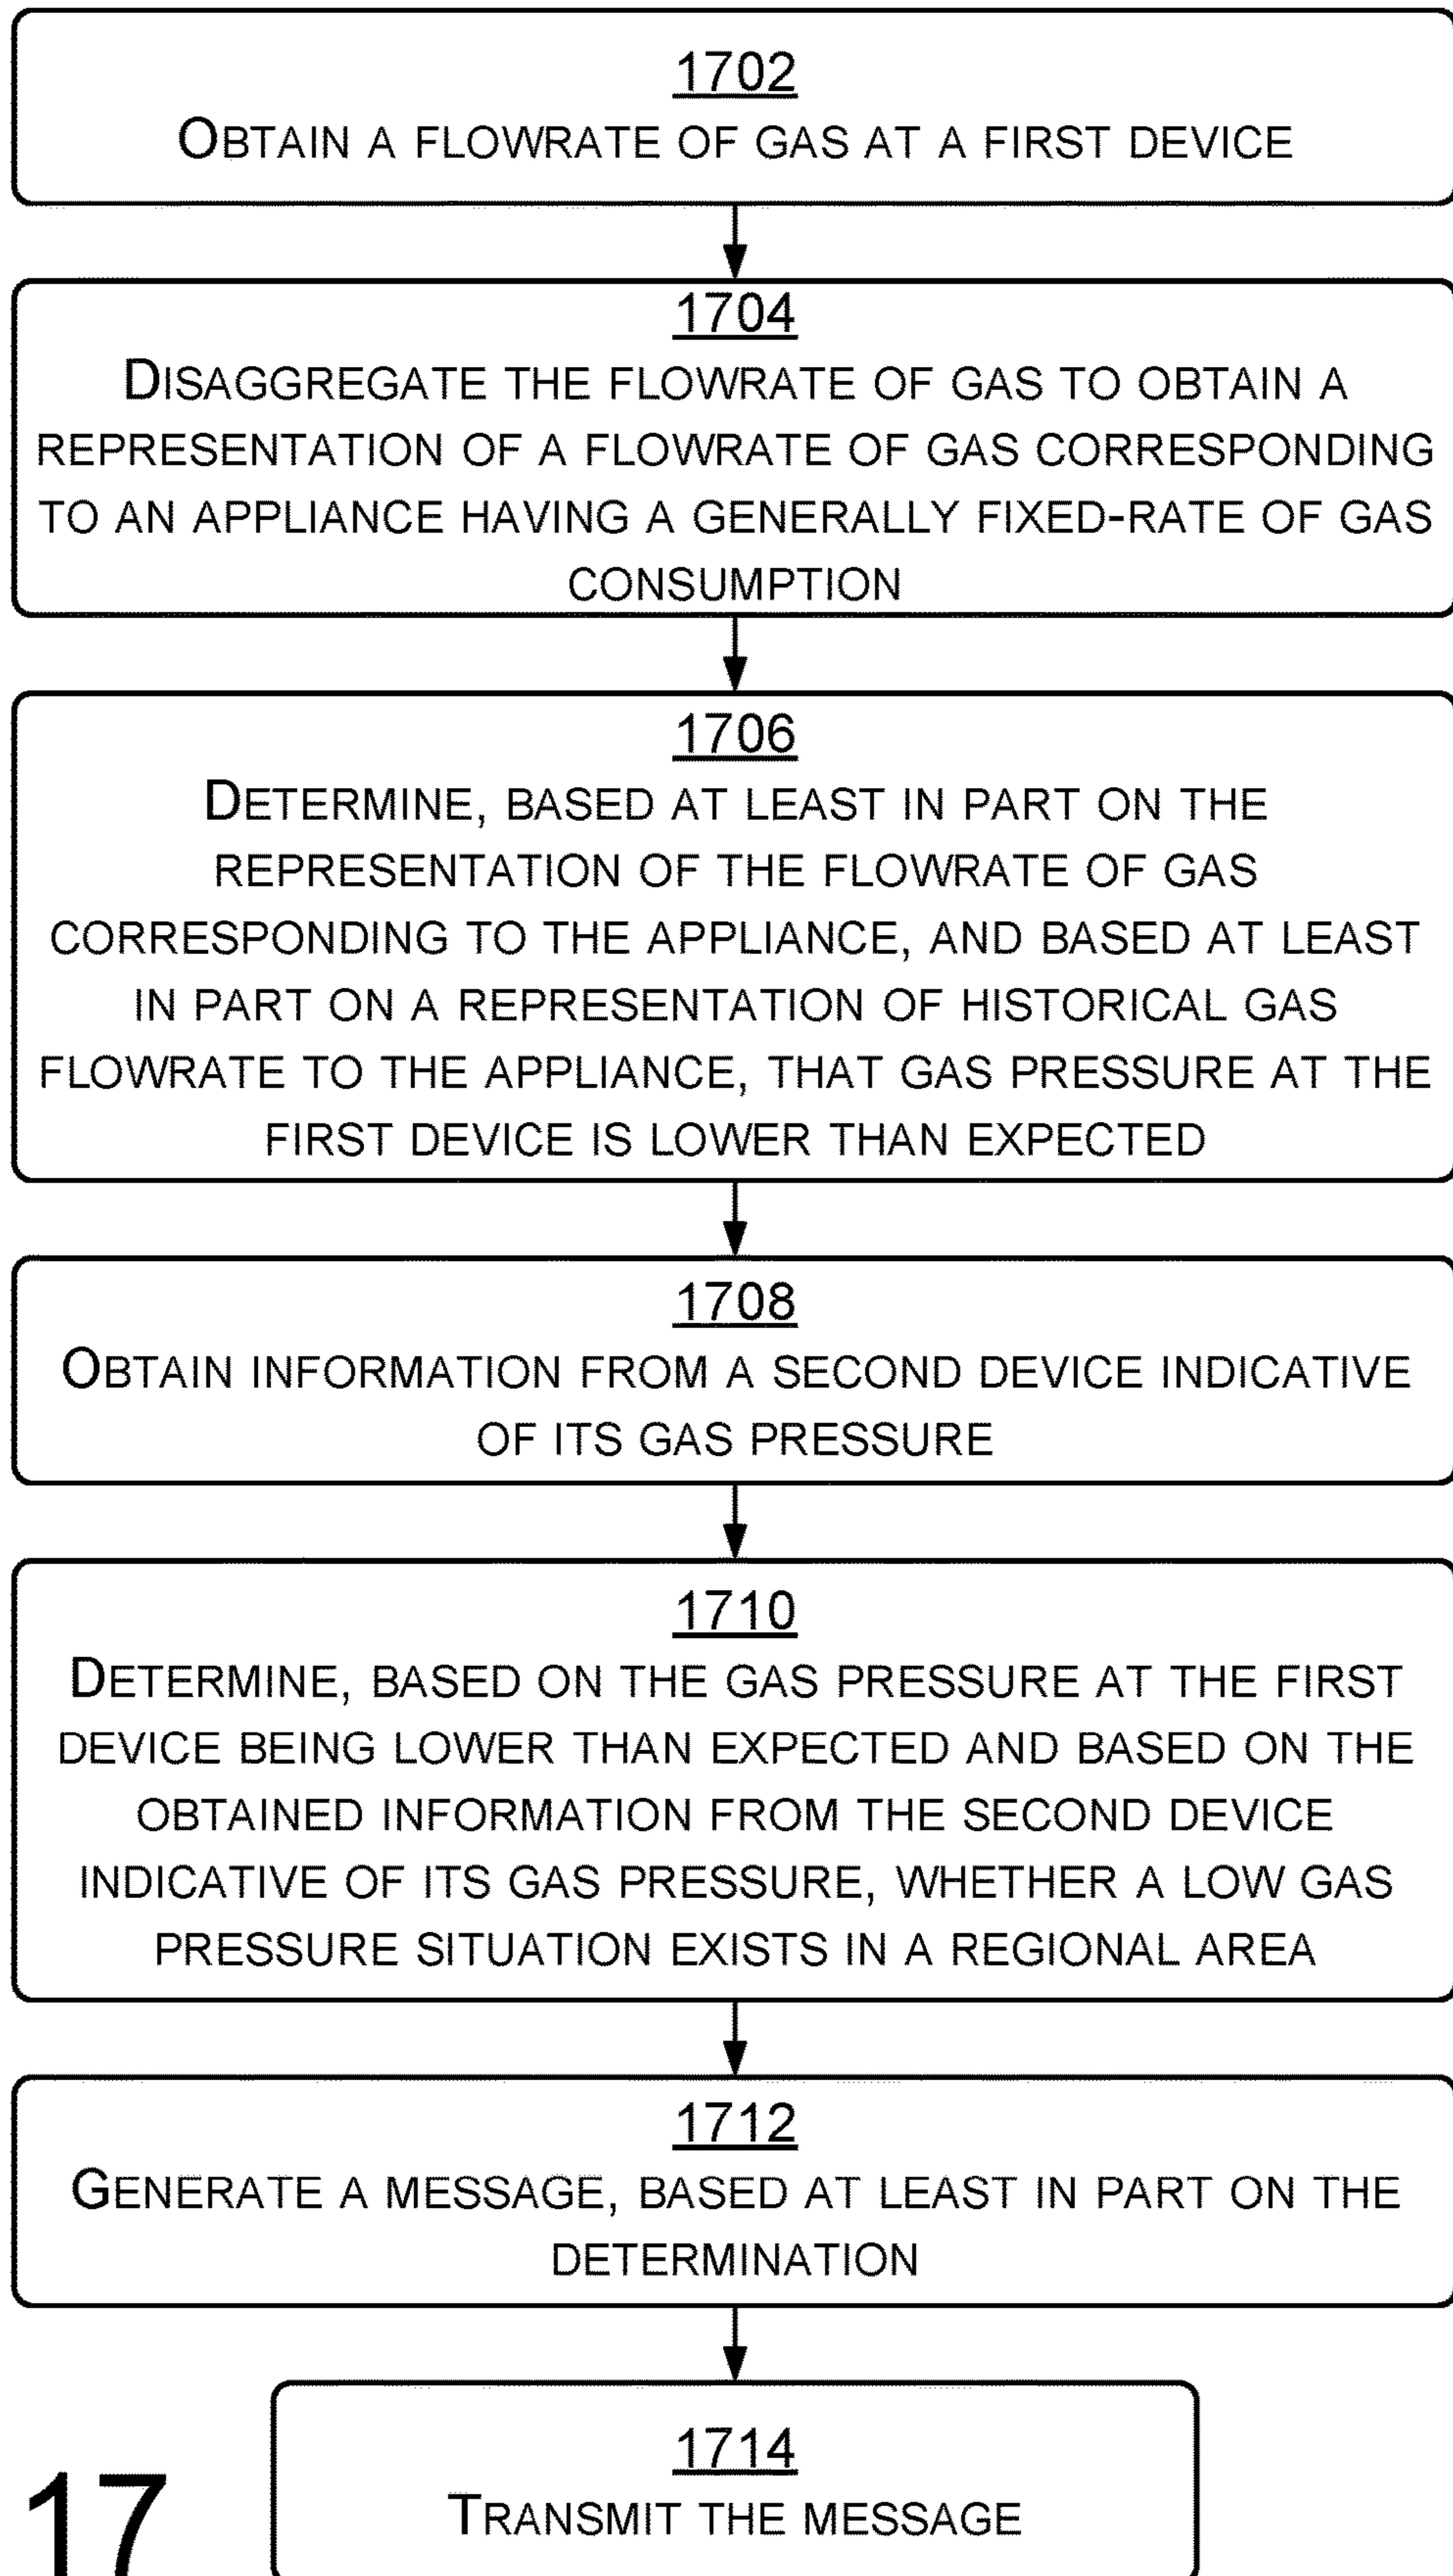 1702
OBTAIN A FLOWRATE OF GAS AT A FIRST DEVICE
1704
DISAGGREGATE THE FLOWRATE OF GAS TO OBTAIN A
REPRESENTATION OF A FLOWRATE OF GAS CORRESPONDING
TO AN APPLIANCE HAVING A GENERALLY FIXED-RATE OF GAS
CONSUMPTION
1706
DETERMINE, BASED AT LEAST IN PART ON THE
REPRESENTATION OF THE FLOWRATE OF GAS
CORRESPONDING TO THE APPLIANCE, AND BASED AT LEAST
IN PART ON A REPRESENTATION OF HISTORICAL GAS
FLOWRATE TO THE APPLIANCE, THAT GAS PRESSURE AT THE
FIRST DEVICE IS LOWER THAN EXPECTED
1708
OBTAIN INFORMATION FROM A SECOND DEVICE INDICATIVE
OF ITS GAS PRESSURE
1710
DETERMINE, BASED ON THE GAS PRESSURE AT THE FIRST
DEVICE BEING LOWER THAN EXPECTED AND BASED ON THE
OBTAINED INFORMATION FROM THE SECOND DEVICE
INDICATIVE OF ITS GAS PRESSURE, WHETHER A LOW GAS
PRESSURE SITUATION EXISTS IN A REGIONAL AREA
1712
GENERATE A MESSAGE, BASED AT LEAST IN PART ON THE
DETERMINATION
1714
TRANSMIT THE MESSAGE
17